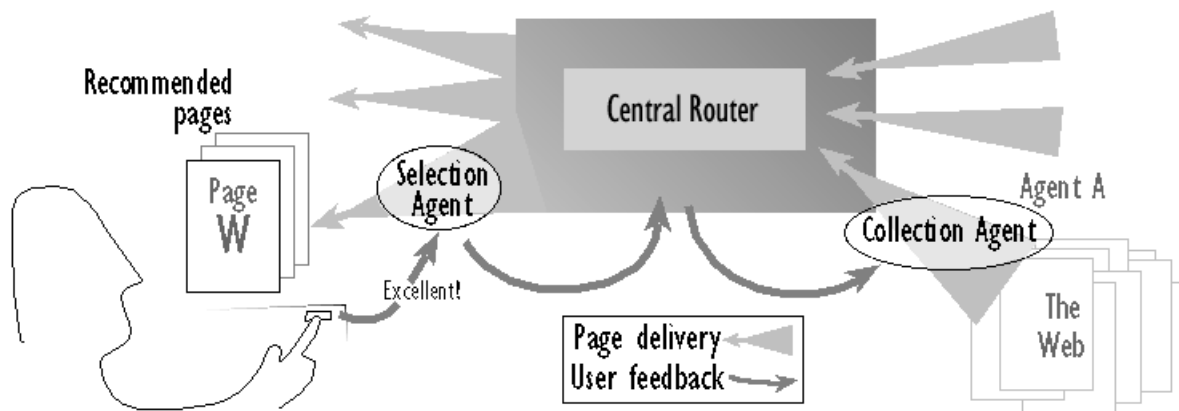 Recommended
pages
Page
W
Selection
Agent
Excellent!
Central Router
Agent A
Collection Agent
The
Web
Page delivery
User feedback